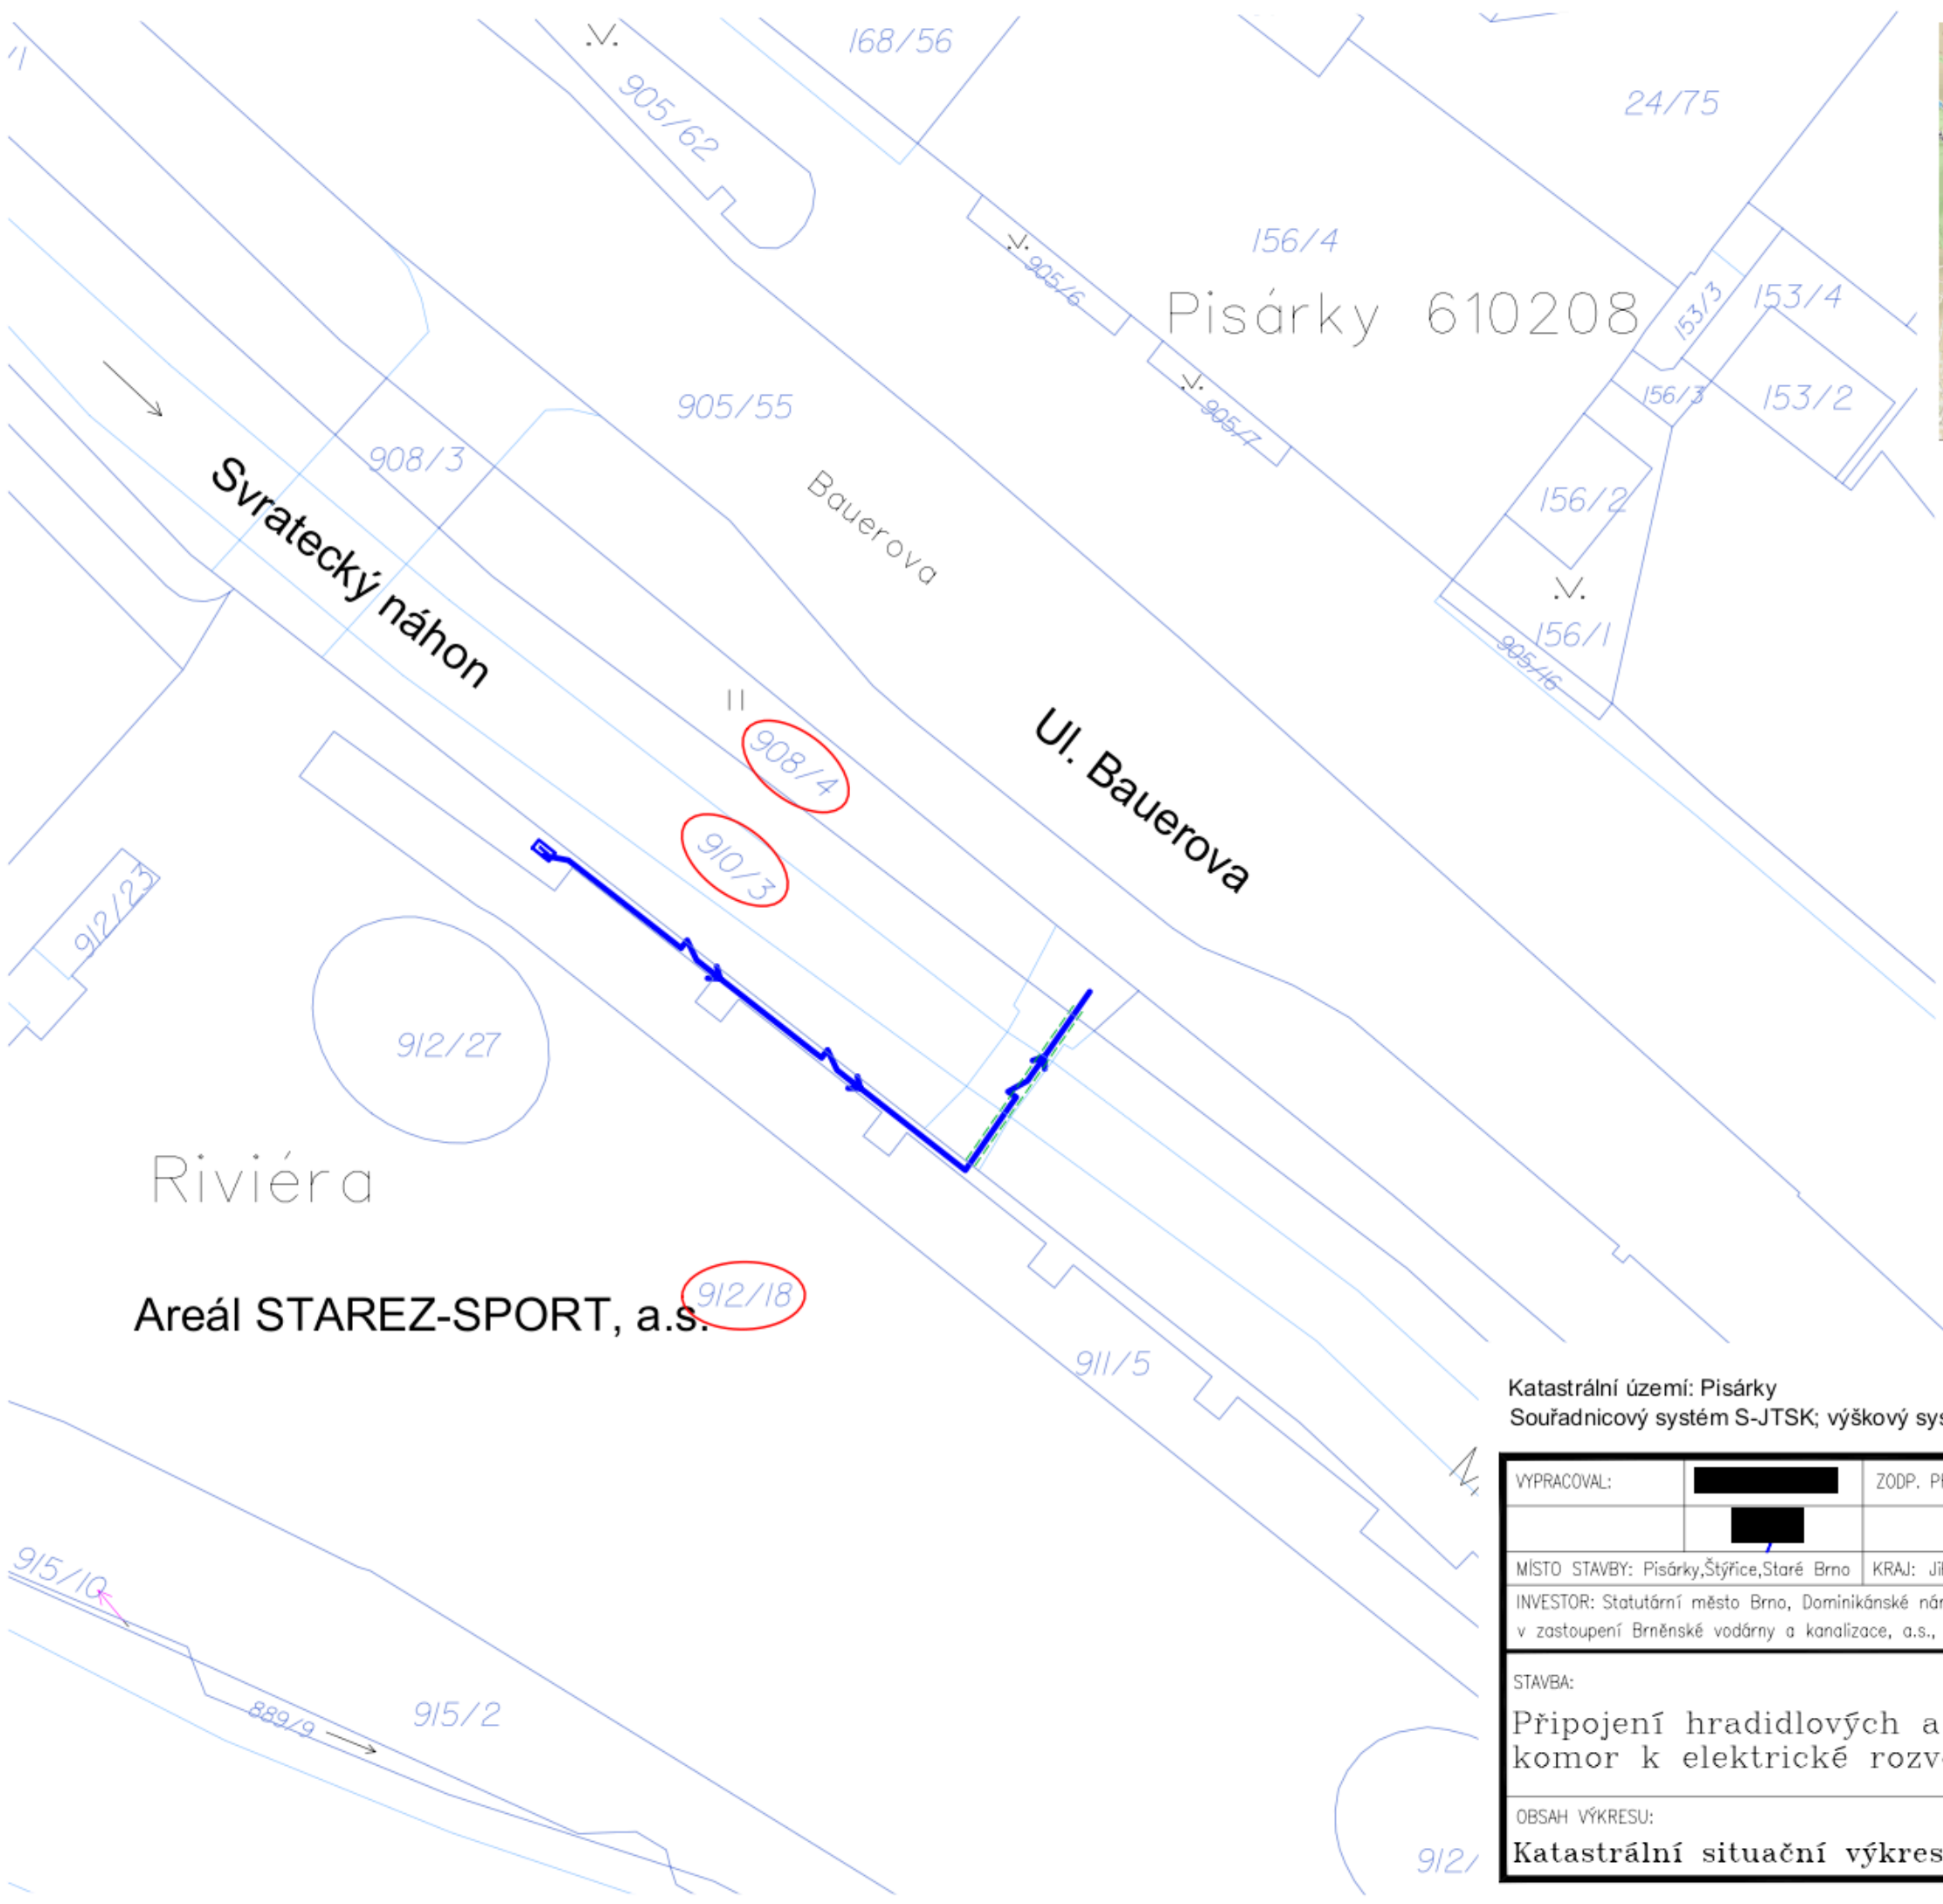 168/56
905/62
24/75
156/4
905/6
Pisárky 610208
153/3
153/4
905/7
156/3
153/2
905/55
908/3
Svratecký náhon
Bauerova
156/2
156/1
905/16
908/4
Ul. Bauerova
910/3
912/23
912/27
Riviéra
912/18
Areál STAREZ-SPORT, a.s.
911/5
Katastrální území: Pisárky
Souřadnicový systém S-JTSK; výškový
VYPRACOVAL:
ZODP.
MÍSTO STAVBY: Pisárky,Štýřice,Staré Brno
KRAJ:
INVESTOR: Statutární město Brno, Dominikánské
v zastoupení Brněnské vodárny a kanalizace, a.s.,
915/10
889/9
915/2
STAVBA:
Připojení hradidlových a
komor k elektrické
OBSAH VÝKRESU:
Katastrální situační výkres
912/